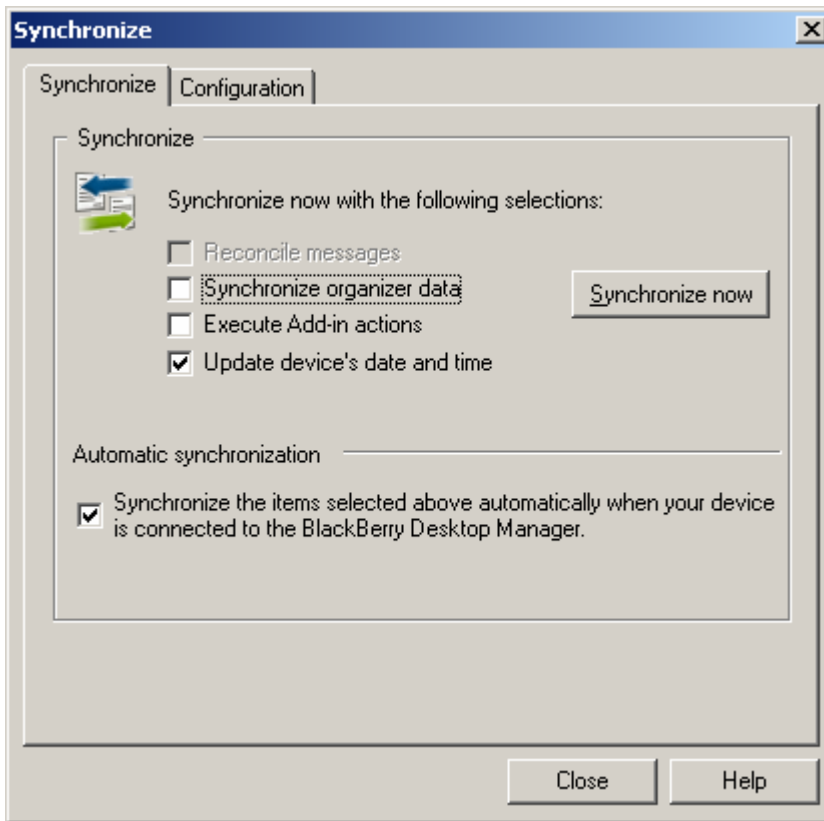 Synchronize
Synchronize
Configuration
Synchronize
Synchronize now with the following selections:
Reconcile messages
Synchronize organizer data
Synchronize now
Execute Add-in actions
Update device's date and time
Automatic synchronization
Synchronize the items selected above automatically when your device
is connected to the BlackBerry Desktop Manager.
Close
Help